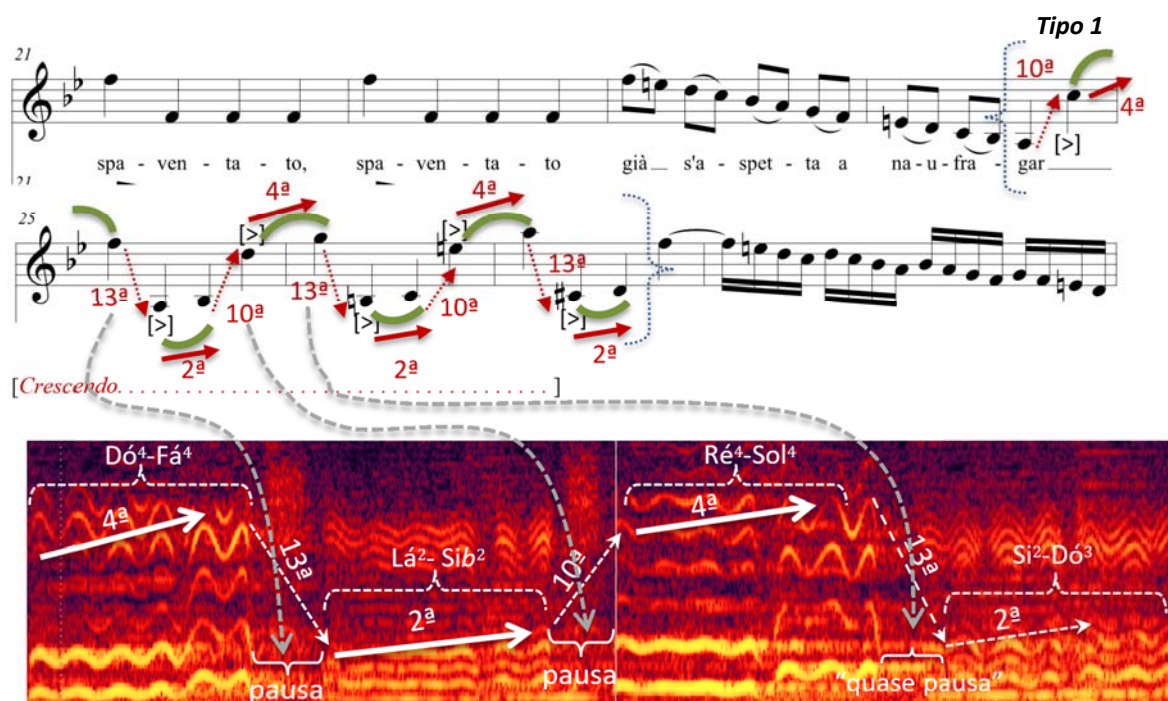 Tipo 1
21
10ª
4ª
[>]
spa - ven - ta - to, spa - ven - ta - to già s'a - spet - ta a na - u - fra - gar
21
4ª 4ª
25
[>] [>]
13ª 10ª 13ª 10ª 13ª
[>] [>] [>]
2ª 2ª 2ª
[Crescendo. . . . . . . . . . . . . . . . . . . . . . . . . . . . . . . . . . . . . ]
Dó⁴-Fá⁴ Ré⁴-Sol⁴
4ª 4ª
13ª Lá²- Sib² 10ª 13ª Si²-Dó³
2ª 2ª
pausa pausa "quase pausa"